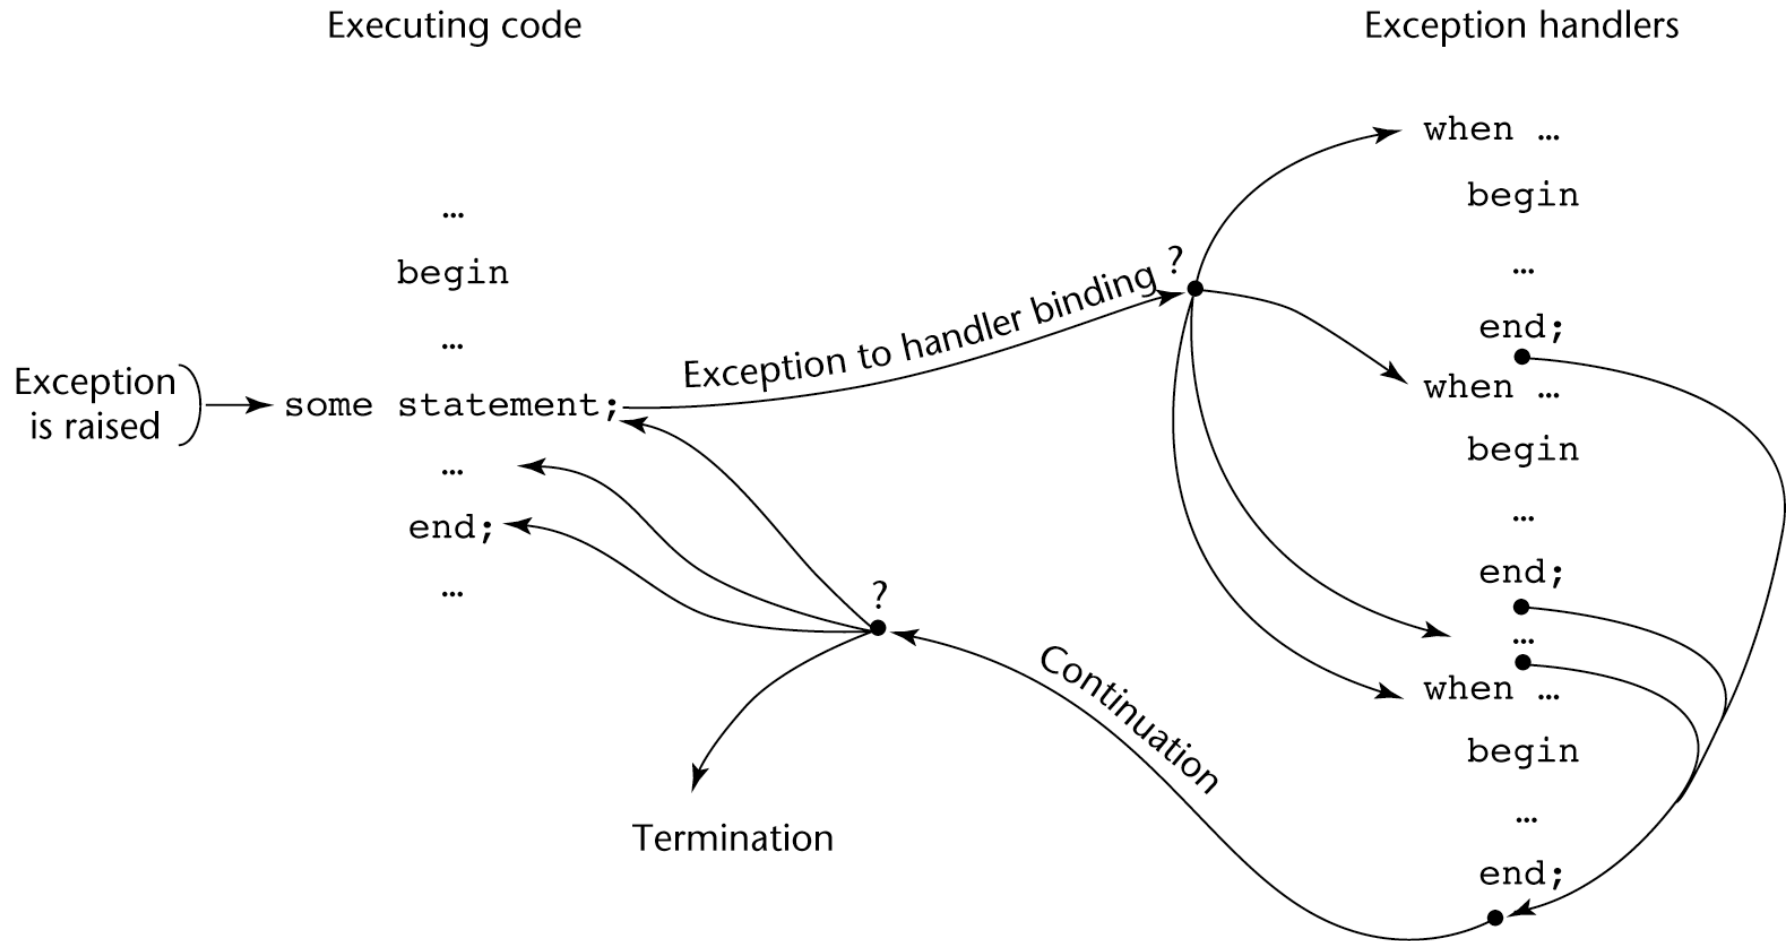 Executing code
Exception handlers
…
begin
…
Exception
is raised
some statement;
…
end;
…
Exception to handler binding
?
when …
begin
…
end;
when …
begin
…
end;
…
when …
begin
…
end;
Continuation
?
Termination